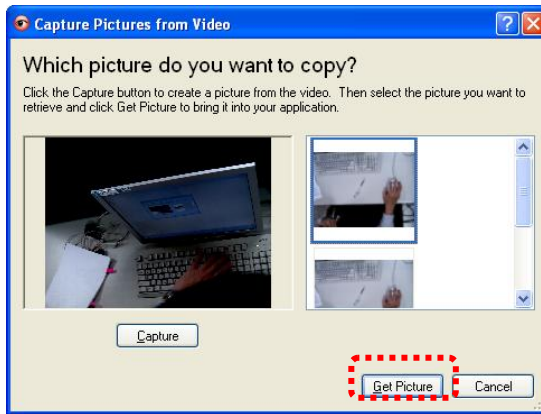 Capture Pictures from Video
Which picture do you want to copy?
Click the Capture button to create a picture from the video. Then select the picture you want to
retrieve and click Get Picture to bring it into your application.
Capture
Get Picture
Cancel